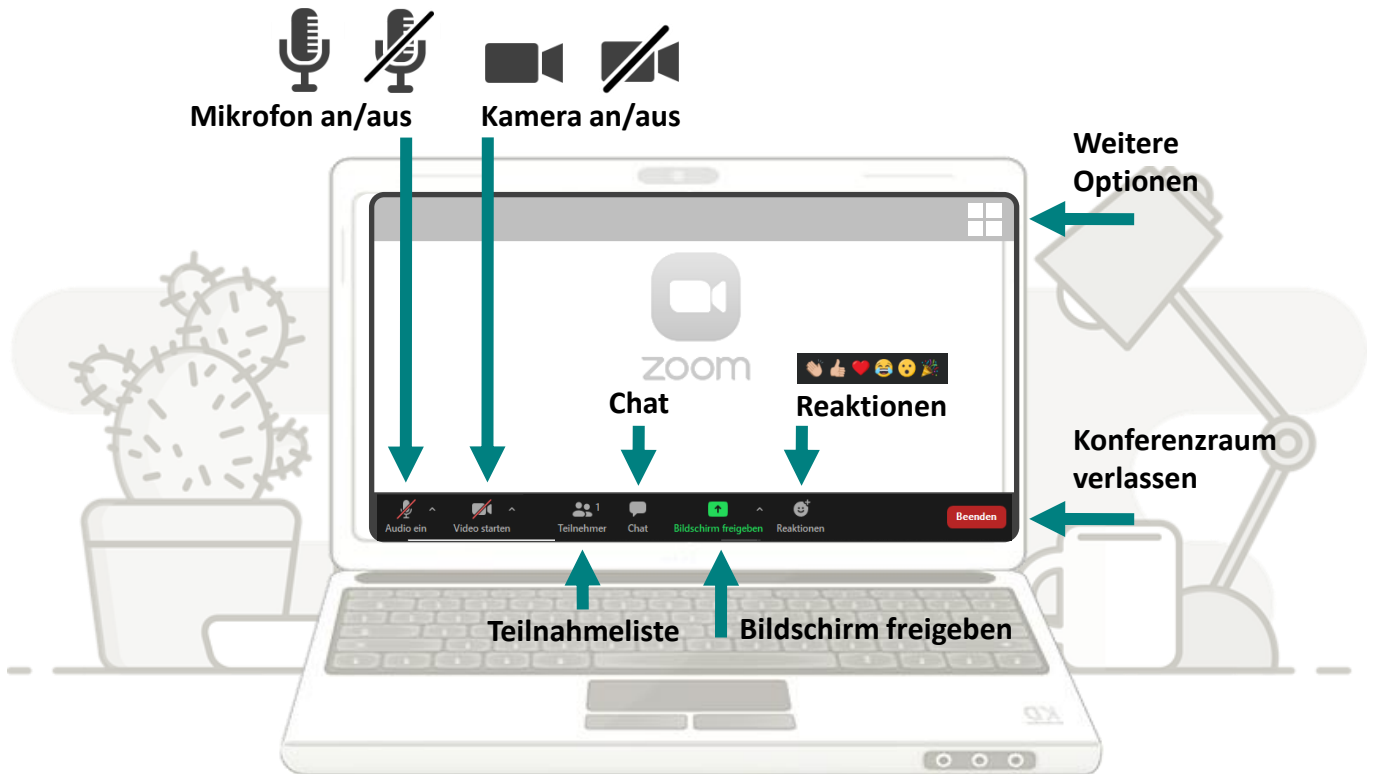 Mikrofon an/aus
Kamera an/aus
Weitere
Optionen
zoom
Chat
Reaktionen
Konferenzraum
verlassen
1
Audio ein
Video starten
Teilnehmer
Chat
Bildschirm freigeben
Reaktionen
Beenden
Teilnahmeliste
Bildschirm freigeben